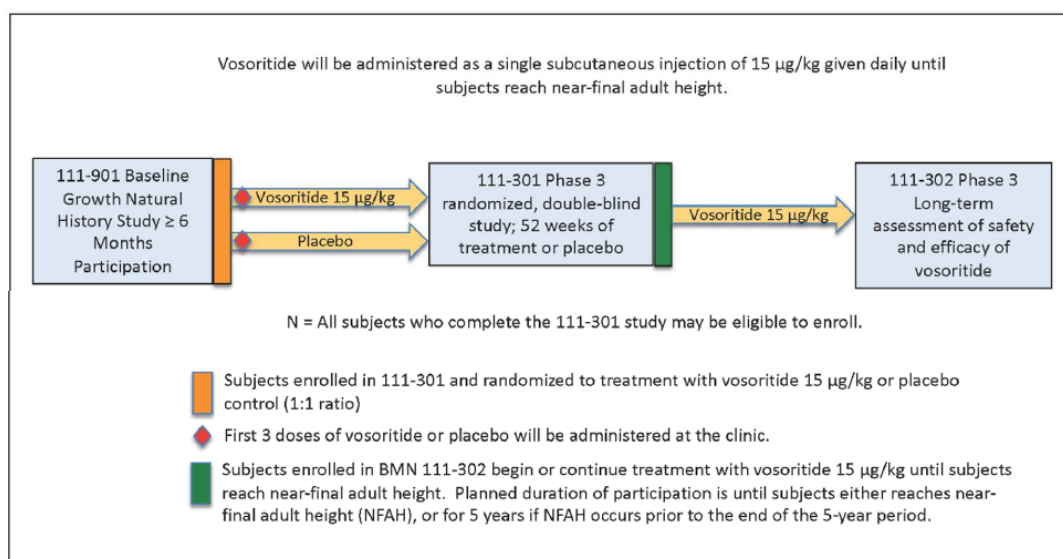 Vosoritide will be administered as a single subcutaneous injection of 15 µg/kg given daily until
subjects reach near-final adult height.
111-901 Baseline
Growth Natural
History Study ≥ 6
Months
Participation
Vosoritide 15 µg/kg
Placebo
111-301 Phase 3
randomized, double-blind
study; 52 weeks of
treatment or placebo
Vosoritide 15 µg/kg
111-302 Phase 3
Long-term
assessment of safety
and efficacy of
vosoritide
N = All subjects who complete the 111-301 study may be eligible to enroll.
Subjects enrolled in 111-301 and randomized to treatment with vosoritide 15 µg/kg or placebo
control (1:1 ratio)
First 3 doses of vosoritide or placebo will be administered at the clinic.
Subjects enrolled in BMN 111-302 begin or continue treatment with vosoritide 15 µg/kg until subjects
reach near-final adult height. Planned duration of participation is until subjects either reaches near-
final adult height (NFAH), or for 5 years if NFAH occurs prior to the end of the 5-year period.